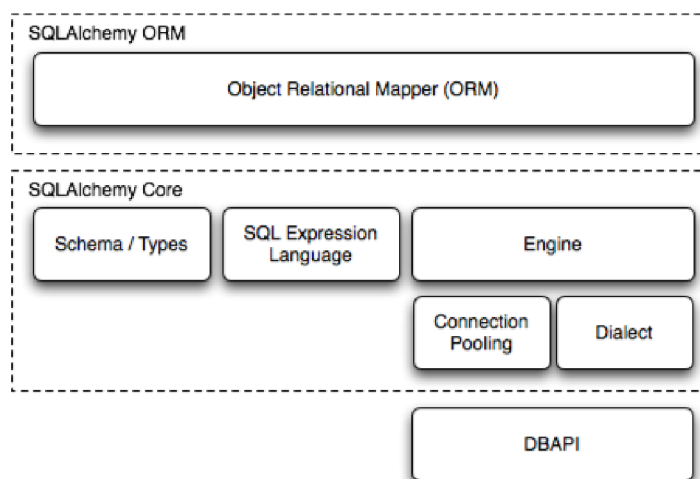 SQLAlchemy ORM
Object Relational Mapper (ORM)
SQLAlchemy Core
Schema / Types
SQL Expression
Language
Engine
Connection
Pooling
Dialect
DBAPI